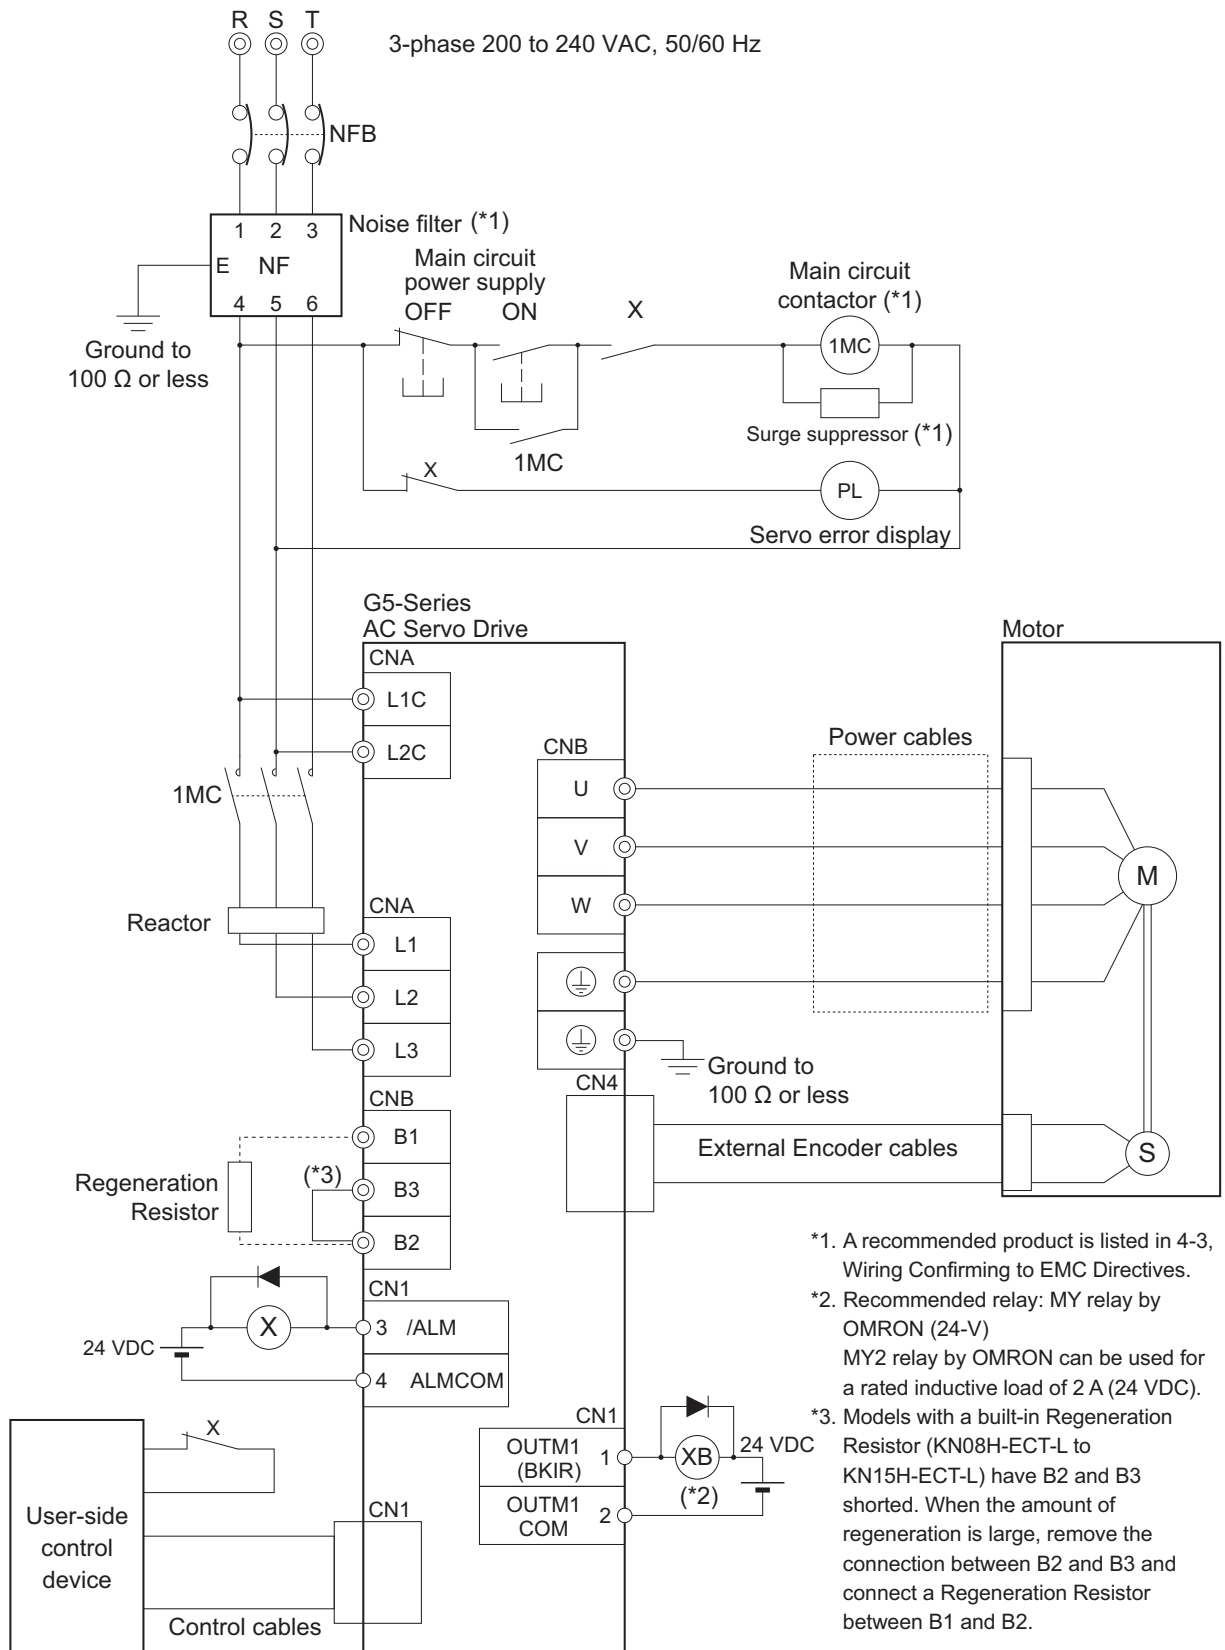 R S T
3-phase 200 to 240 VAC, 50/60 Hz
NFB
1 2 3
Noise filter (*1)
E NF
4 5 6
Ground to
100 Ω or less
Main circuit
power supply
OFF ON X
Main circuit
contactor (*1)
1MC
Surge suppressor (*1)
1MC
X
PL
Servo error display
G5-Series
AC Servo Drive
Motor
CNA
L1C
L2C
1MC
Reactor
CNA
L1
L2
L3
CNB
U
V
W
Power cables
M
Ground to
100 Ω or less
CN4
External Encoder cables
S
CNB
B1
B3
B2
(*3)
Regeneration
Resistor
CN1
3 /ALM
4 ALMCOM
X
24 VDC
X
User-side
control
device
CN1
Control cables
CN1
OUTM1
(BKIR)
1
OUTM1
COM
2
XB
(*2)
24 VDC
*1. A recommended product is listed in 4-3,
Wiring Confirming to EMC Directives.
*2. Recommended relay: MY relay by
OMRON (24-V)
MY2 relay by OMRON can be used for
a rated inductive load of 2 A (24 VDC).
*3. Models with a built-in Regeneration
Resistor (KN08H-ECT-L to
KN15H-ECT-L) have B2 and B3
shorted. When the amount of
regeneration is large, remove the
connection between B2 and B3 and
connect a Regeneration Resistor
between B1 and B2.